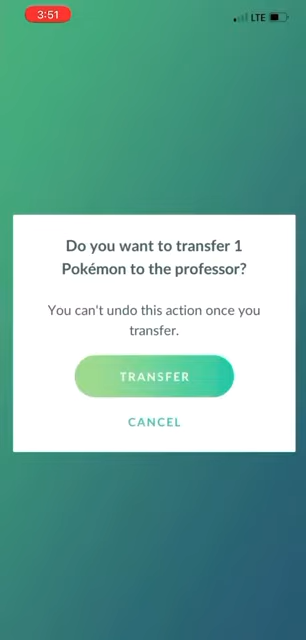 3:51
LTE
Do you want to transfer 1
Pokémon to the professor?
You can't undo this action once you
transfer.
TRANSFER
CANCEL